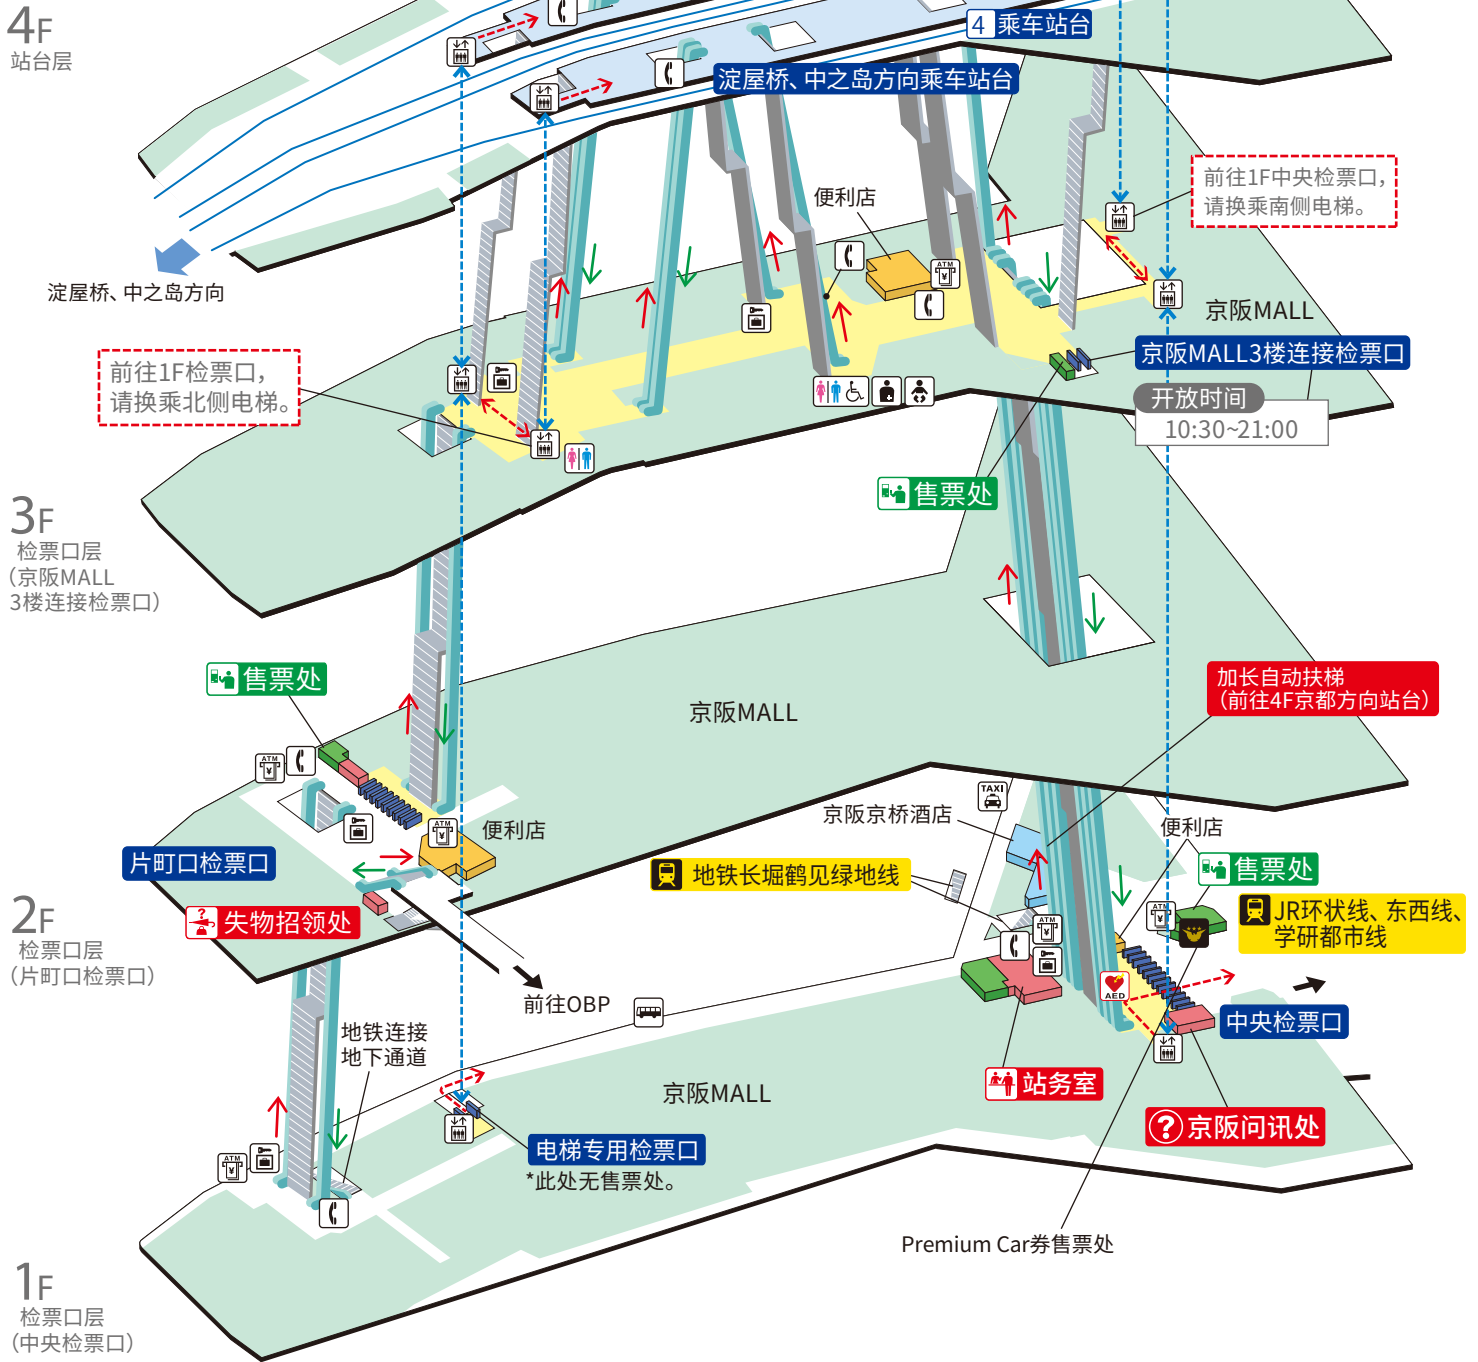 4F
站台层
4 乘车站台
淀屋桥、中之岛方向乘车站台
淀屋桥、中之岛方向
便利店
ATM
前往1F中央检票口，
请换乘南侧电梯。
京阪MALL
京阪MALL3楼连接检票口
开放时间
10:30~21:00
前往1F检票口，
请换乘北侧电梯。
售票处
3F
检票口层
（京阪MALL
3楼连接检票口）
售票处
ATM
京阪MALL
加长自动扶梯
（前往4F京都方向站台）
ATM
便利店
片町口检票口
失物招领处
2F
检票口层
（片町口检票口）
前往OBP
TAXI
京阪京桥酒店
地铁长堀鹤见绿地线
便利店
售票处
ATM
ATM
JR环状线、东西线、
学研都市线
AED
中央检票口
地铁连接
地下通道
站务室
京阪MALL
京阪问讯处
电梯专用检票口
*此处无售票处。
ATM
Premium Car券售票处
1F
检票口层
（中央检票口）